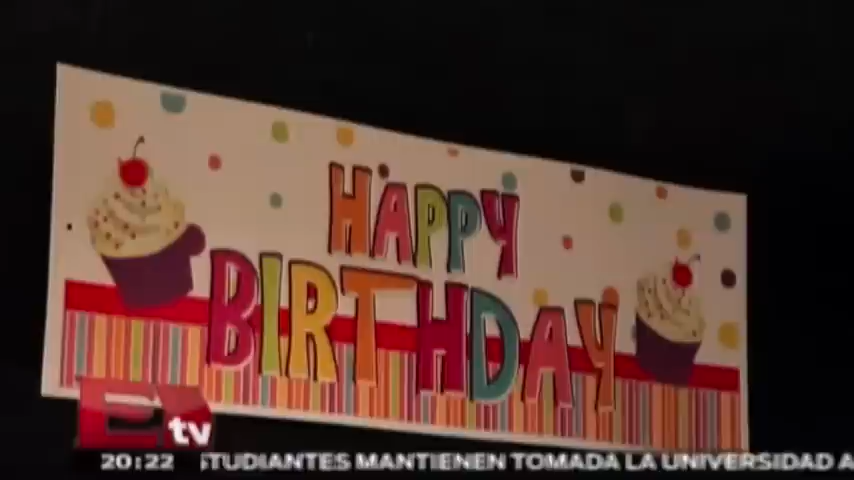 HAPPY
BIRTHDAY
E tv
20:22 STUDIANTES MANTIENEN TOMADA LA UNIVERSIDAD A